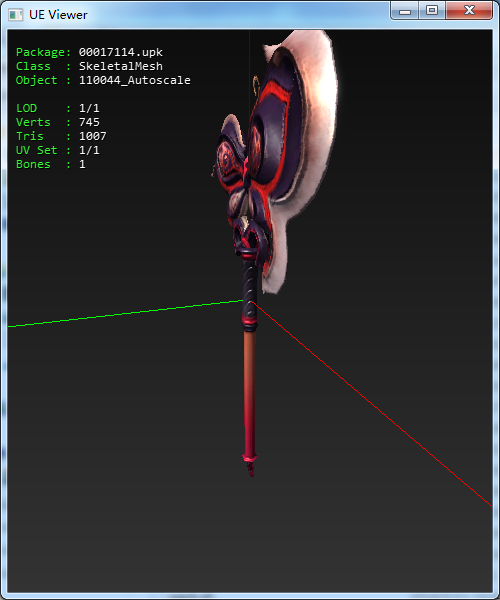 UE Viewer
Package: 00017114.upk
Class : SkeletalMesh
Object : 110044_Autoscale
LOD : 1/1
Verts : 745
Tris : 1007
UV Set : 1/1
Bones : 1